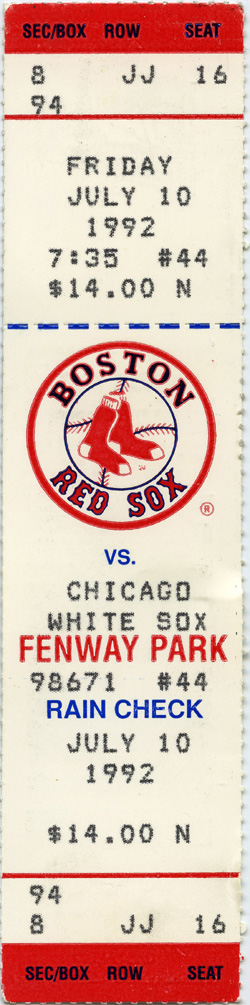 SEC/BOX ROW SEAT
8 JJ 16
94
FRIDAY
JULY 10
1992
7:35 #44
$14.00 N
BOSTON
RED SOX
®
VS.
CHICAGO
WHITE SOX
FENWAY PARK
98671 #44
RAIN CHECK
JULY 10
1992
$14.00 N
94
8 JJ 16
SEC/BOX ROW SEAT